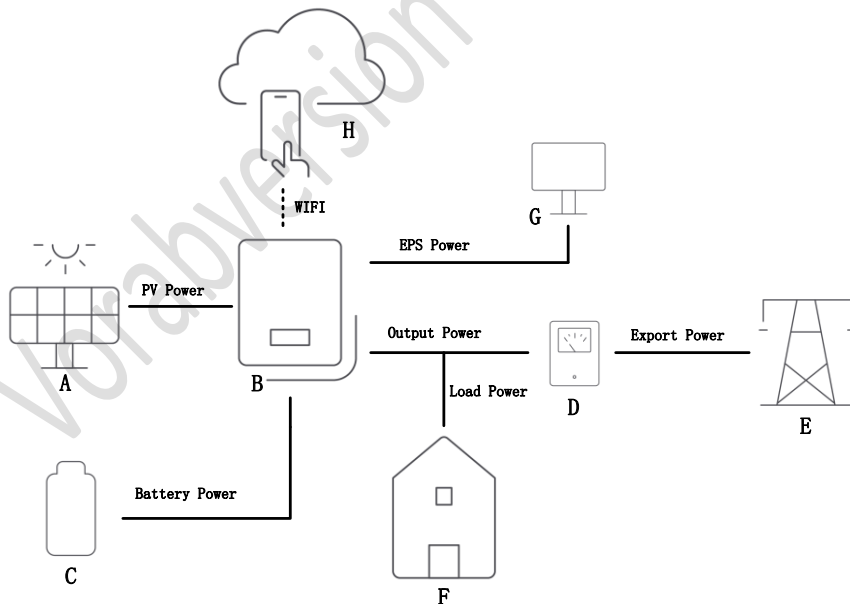 H
WIFI
G
EPS Power
PV Power
Output Power
Export Power
A
B
Load Power
D
E
Battery Power
C
F
Vorabversion